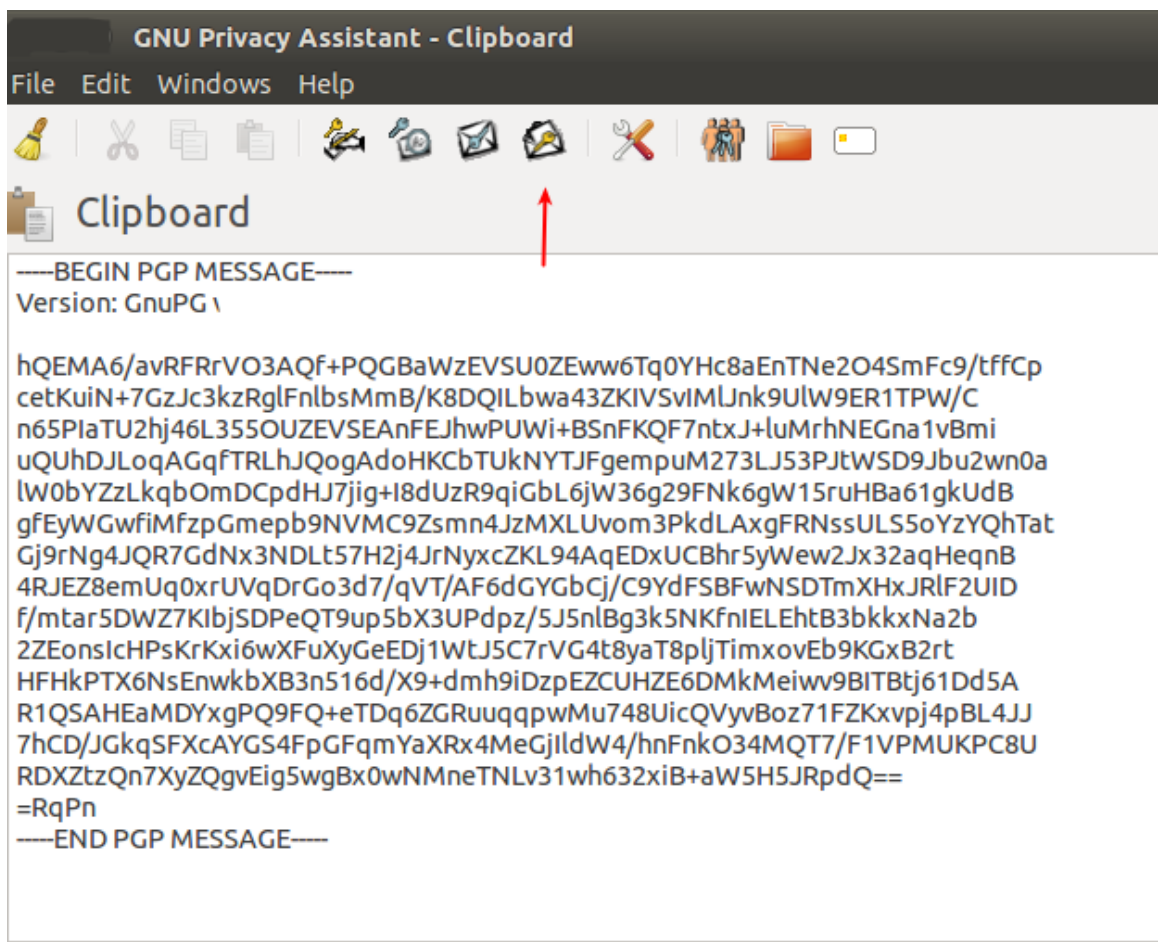 GNU Privacy Assistant - Clipboard
File Edit Windows Help
Clipboard
-----BEGIN PGP MESSAGE-----
Version: GnuPG v

hQEMA6/avRFRrVO3AQf+PQGBaWzEVSU0ZEww6Tq0YHc8aEnTNe2O4SmFc9/tffCp
cetKuiN+7GzJc3kzRglFnlbsMmB/K8DQILbwa43ZKIVSvIMlJnk9UlW9ER1TPW/C
n65PIaTU2hj46L355OUZEVSEAnFEJhwPUWi+BSnFKQF7ntxJ+luMrhNEGna1vBmi
uQUhDJLoqAGqfTRLhJQogAdoHKCbTUkNYTJFgempuM273LJ53PJtWSD9Jbu2wn0a
lW0bYZzLkqbOmDCpdHJ7jig+I8dUzR9qiGbL6jW36g29FNk6gW15ruHBa61gkUdB
gfEyWGwfiMfzpGmepb9NVMC9Zsmn4JzMXLUvom3PkdLAxgFRNssULS5oYzYQhTat
Gj9rNg4JQR7GdNx3NDLt57H2j4JrNyxcZKL94AqEDxUCBhr5yWew2Jx32aqHeqnB
4RJEZ8emUq0xrUVqDrGo3d7/qVT/AF6dGYGbCj/C9YdFSBFwNSDTmXHxJRlF2UID
f/mtar5DWZ7KIbjSDPeQT9up5bX3UPdpz/5J5nlBg3k5NKfnIELEhtB3bkkxNa2b
2ZEonsIcHPsKrKxi6wXFuXyGeEDj1WtJ5C7rVG4t8yaT8pljTimxovEb9KGxB2rt
HFHkPTX6NsEnwkbXB3n516d/X9+dmh9iDzpEZCUHZE6DMkMeiwv9BITBtj61Dd5A
R1QSAHEaMDYxgPQ9FQ+eTDq6ZGRuuqqpwMu748UicQVyvBoz71FZKxvpj4pBL4JJ
7hCD/JGkqSFXcAYGS4FpGFqmYaXRx4MeGjIldW4/hnFnkO34MQT7/F1VPMUKPC8U
RDXZtzQn7XyZQgvEig5wgBx0wNMneTNLv31wh632xiB+aW5H5JRpdQ==
=RqPn
-----END PGP MESSAGE-----